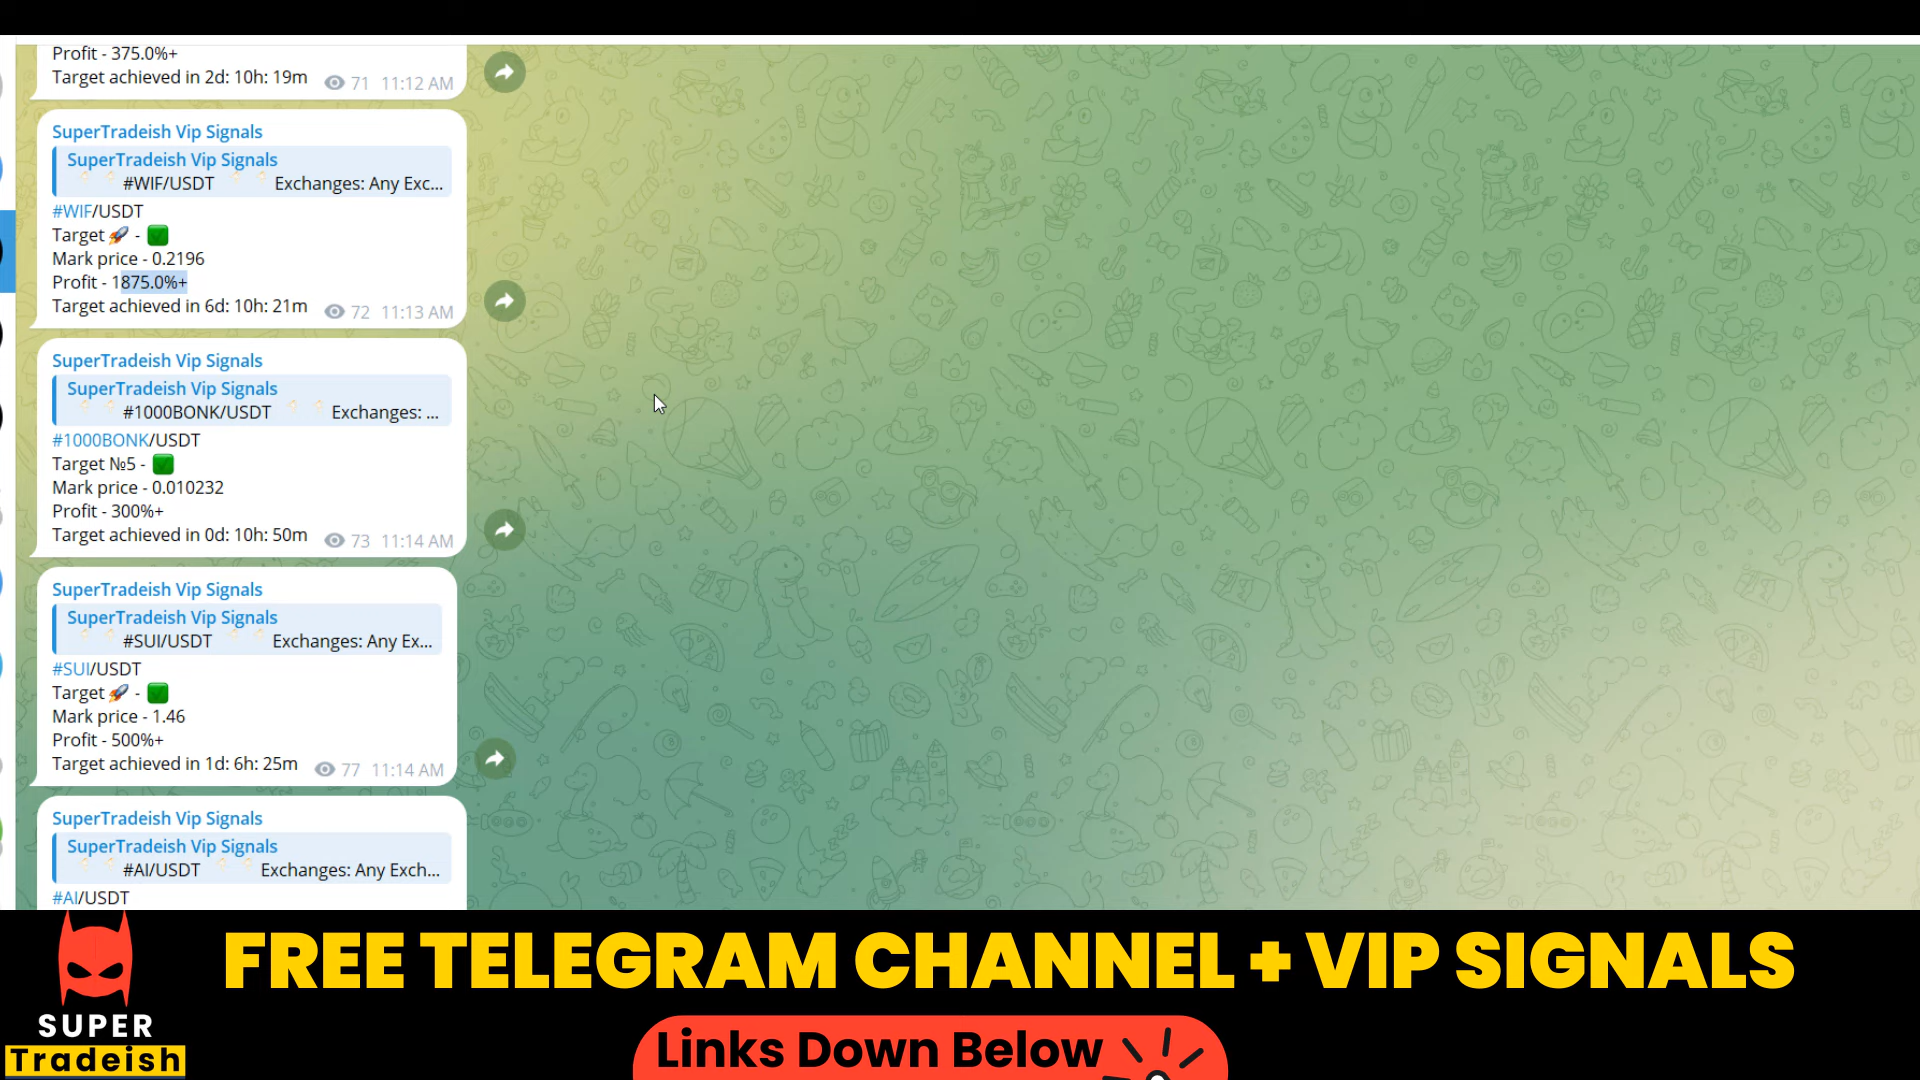 Profit - 375.0%+
Target achieved in 2d: 10h: 19m 71 11:12 AM
SuperTradeish Vip Signals
SuperTradeish Vip Signals
#WIF/USDT Exchanges: Any Exc...
#WIF/USDT
Target 🚀 - ✅
Mark price - 0.2196
Profit - 1875.0%+
Target achieved in 6d: 10h: 21m 72 11:13 AM
SuperTradeish Vip Signals
SuperTradeish Vip Signals
#1000BONK/USDT Exchanges: ...
#1000BONK/USDT
Target №5 - ✅
Mark price - 0.010232
Profit - 300%+
Target achieved in 0d: 10h: 50m 73 11:14 AM
SuperTradeish Vip Signals
SuperTradeish Vip Signals
#SUI/USDT Exchanges: Any Ex...
#SUI/USDT
Target 🚀 - ✅
Mark price - 1.46
Profit - 500%+
Target achieved in 1d: 6h: 25m 77 11:14 AM
SuperTradeish Vip Signals
SuperTradeish Vip Signals
#AI/USDT Exchanges: Any Exch...
#AI/USDT
FREE TELEGRAM CHANNEL + VIP SIGNALS
SUPER
Tradeish
Links Down Below